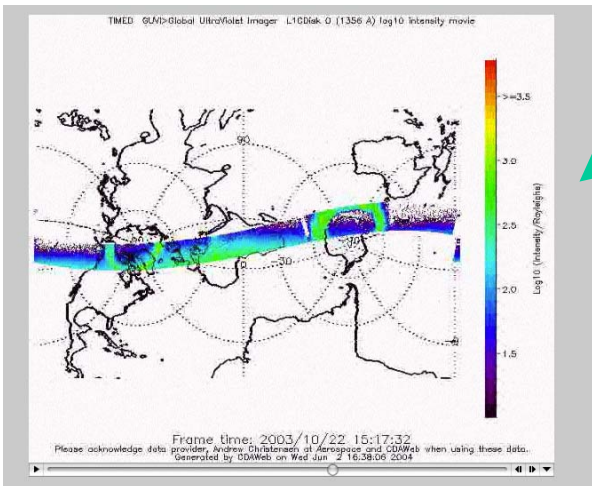 TIMED GUVI>Global UltraViolet Imager L1CDisk O (1356 A) log10 intensity movie
>=3.5
3.0
2.5
2.0
1.5
Log10 (Intensity/Rayleighs)
90
-30
0
Frame time: 2003/10/22 15:17:32
Please acknowledge data provider, Andrew Christensen at Aerospace and CDAWeb when using these data.
Generated by CDAWeb on Wed Jun 2 16:38:06 2004